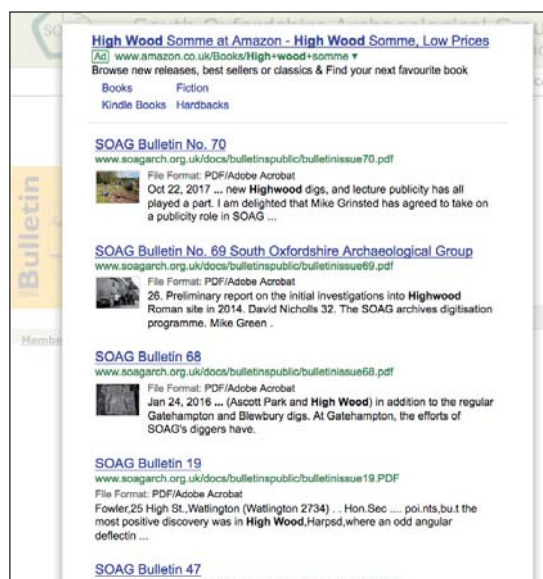 South Oxfordshire Archaeological Gro
High Wood Somme at Amazon - High Wood Somme, Low Prices
Ad www.amazon.co.uk/Books/High+wood+somme ▾
Browse new releases, best sellers or classics & Find your next favourite book
Books Fiction
Kindle Books Hardbacks
SOAG Bulletin No. 70
www.soagarch.org.uk/docs/bulletinspublic/bulletinissue70.pdf
File Format: PDF/Adobe Acrobat
Oct 22, 2017 ... new Highwood digs, and lecture publicity has all
played a part. I am delighted that Mike Grinsted has agreed to take on
a publicity role in SOAG ...
SOAG Bulletin No. 69 South Oxfordshire Archaeological Group
www.soagarch.org.uk/docs/bulletinspublic/bulletinissue69.pdf
File Format: PDF/Adobe Acrobat
26. Preliminary report on the initial investigations into Highwood
Roman site in 2014. David Nicholls 32. The SOAG archives digitisation
programme. Mike Green .
SOAG Bulletin 68
www.soagarch.org.uk/docs/bulletinspublic/bulletinissue68.pdf
File Format: PDF/Adobe Acrobat
Jan 24, 2016 ... (Ascott Park and High Wood) in addition to the regular
Gatehampton and Blewbury digs. At Gatehampton, the efforts of
SOAG's diggers have.
SOAG Bulletin 19
www.soagarch.org.uk/docs/bulletinspublic/bulletinissue19.PDF
File Format: PDF/Adobe Acrobat
Fowler,25 High St.,Watlington (Watlington 2734) . . Hon.Sec .... poi.nts,bu.t the
most positive discovery was in High Wood,Harpsd,where an odd angular
deflectin ...
SOAG Bulletin 47
Bulletin
Membe